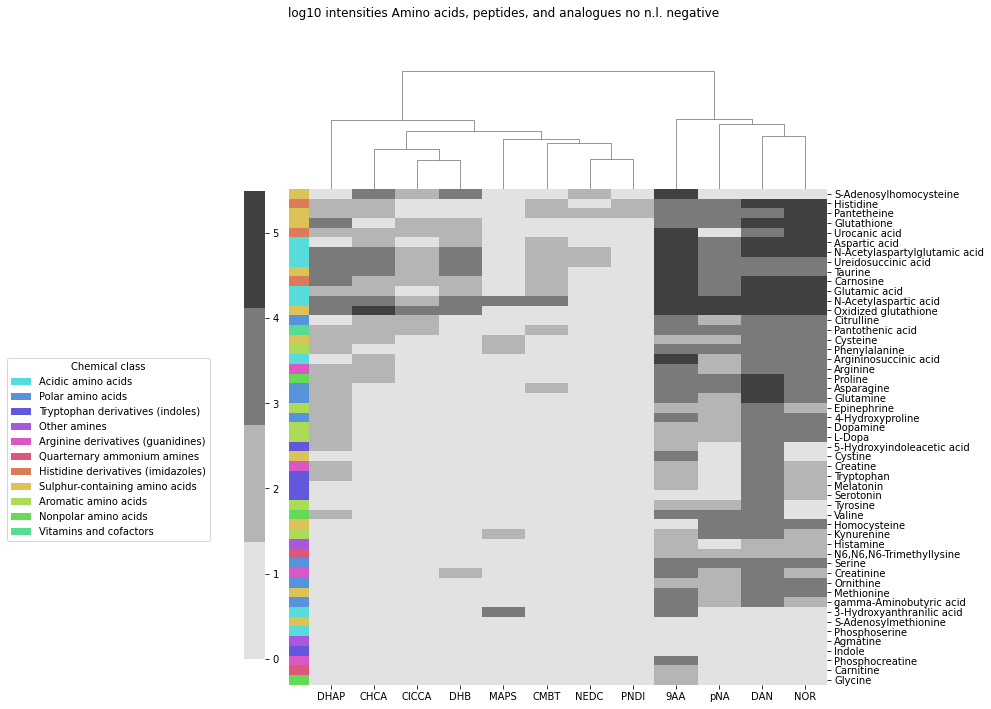 log10 intensities Amino acids, peptides, and analogues no n.l. negative
S-Adenosylhomocysteine
Histidine
Pantetheine
Glutathione
Urocanic acid
Aspartic acid
N-Acetylaspartylglutamic acid
Ureidosuccinic acid
Taurine
Carnosine
Glutamic acid
N-Acetylaspartic acid
Oxidized glutathione
Citrulline
Pantothenic acid
Cysteine
Phenylalanine
Argininosuccinic acid
Arginine
Proline
Asparagine
Glutamine
Epinephrine
4-Hydroxyproline
Dopamine
L-Dopa
5-Hydroxyindoleacetic acid
Cystine
Creatine
Tryptophan
Melatonin
Serotonin
Tyrosine
Valine
Homocysteine
Kynurenine
Histamine
N6,N6,N6-Trimethyllysine
Serine
Creatinine
Ornithine
Methionine
gamma-Aminobutyric acid
3-Hydroxyanthranilic acid
S-Adenosylmethionine
Phosphoserine
Agmatine
Indole
Phosphocreatine
Carnitine
Glycine
5
4
3
2
1
0
Chemical class
Acidic amino acids
Polar amino acids
Tryptophan derivatives (indoles)
Other amines
Arginine derivatives (guanidines)
Quarternary ammonium amines
Histidine derivatives (imidazoles)
Sulphur-containing amino acids
Aromatic amino acids
Nonpolar amino acids
Vitamins and cofactors
DHAP CHCA ClCCA DHB MAPS CMBT NEDC PNDI 9AA pNA DAN NOR